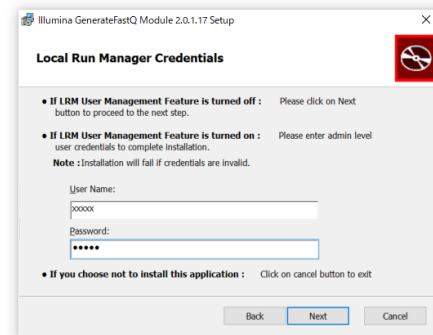 Illumina GenerateFastQ Module 2.0.1.17 Setup
Local Run Manager Credentials
• If LRM User Management Feature is turned off : Please click on Next
button to proceed to the next step.
• If LRM User Management Feature is turned on : Please enter admin level
user credentials to complete installation.
Note : Installation will fail if credentials are invalid.
User Name:
xxxxx
Password:
•••••
• If you choose not to install this application : Click on cancel button to exit
Back Next Cancel